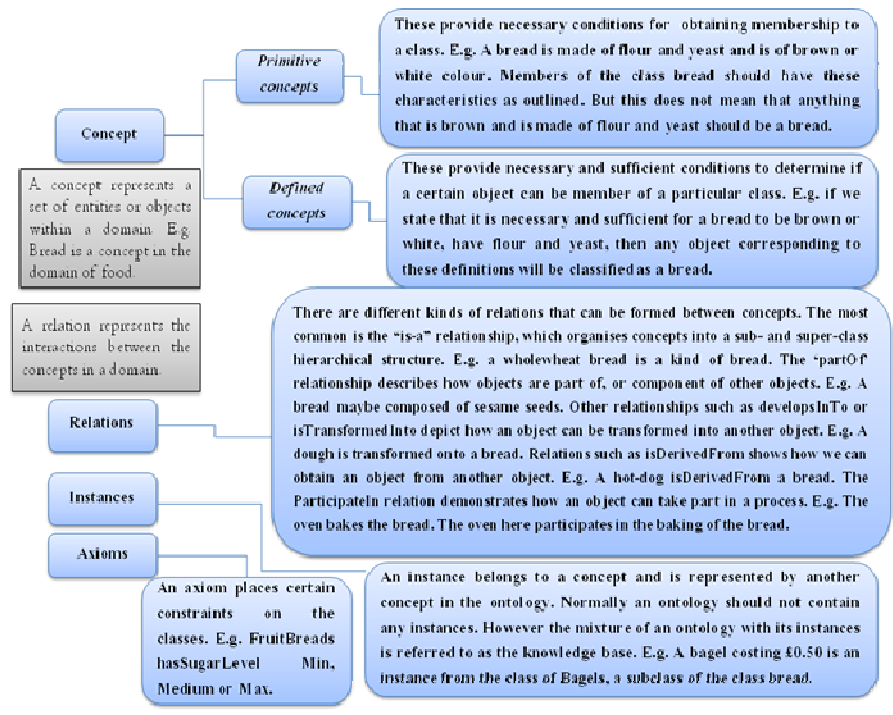 These provide necessary conditions for obtaining membership to
a class. E.g. A bread is made of flour and yeast and is of brown or
white colour. Members of the class bread should have these
characteristics as outlined. But this does not mean that anything
that is brown and is made of flour and yeast should be a bread.
Primitive
concepts
Concept
A concept represents a
set of entities or objects
within a domain E.g.
Bread is a concept in the
domain of food.
Defined
concepts
These provide necessary and sufficient conditions to determine if
a certain object can be member of a particular class. E.g. if we
state that it is necessary and sufficient for a bread to be brown or
white, have flour and yeast, then any object corresponding to
these definitions will be classified as a bread.
A relation represents the
interactions between the
concepts in a domain.
Relations
There are different kinds of relations that can be formed between concepts. The most
common is the “is-a” relationship, which organises concepts into a sub- and super-class
hierarchical structure. E.g. a wholewheat bread is a kind of bread. The ‘partOf’
relationship describes how objects are part of, or component of other objects. E.g. A
bread maybe composed of sesame seeds. Other relationships such as developsInTo or
isTransformedInto depict how an object can be transformed into another object. E.g. A
dough is transformed onto a bread. Relations such as isDerivedFrom shows how we can
obtain an object from another object. E.g. A hot-dog isDerivedFrom a bread. The
ParticipateIn relation demonstrates how an object can take part in a process. E.g. The
oven bakes the bread. The oven here participates in the baking of the bread.
Instances
Axioms
An axiom places certain
constraints on the
classes. E.g. FruitBreads
hasSugarLevel Min,
Medium or Max.
An instance belongs to a concept and is represented by another
concept in the ontology. Normally an ontology should not contain
any instances. However the mixture of an ontology with its instances
is referred to as the knowledge base. E.g. A bagel costing £0.50 is an
instance from the class of Bagels, a subclass of the class bread.